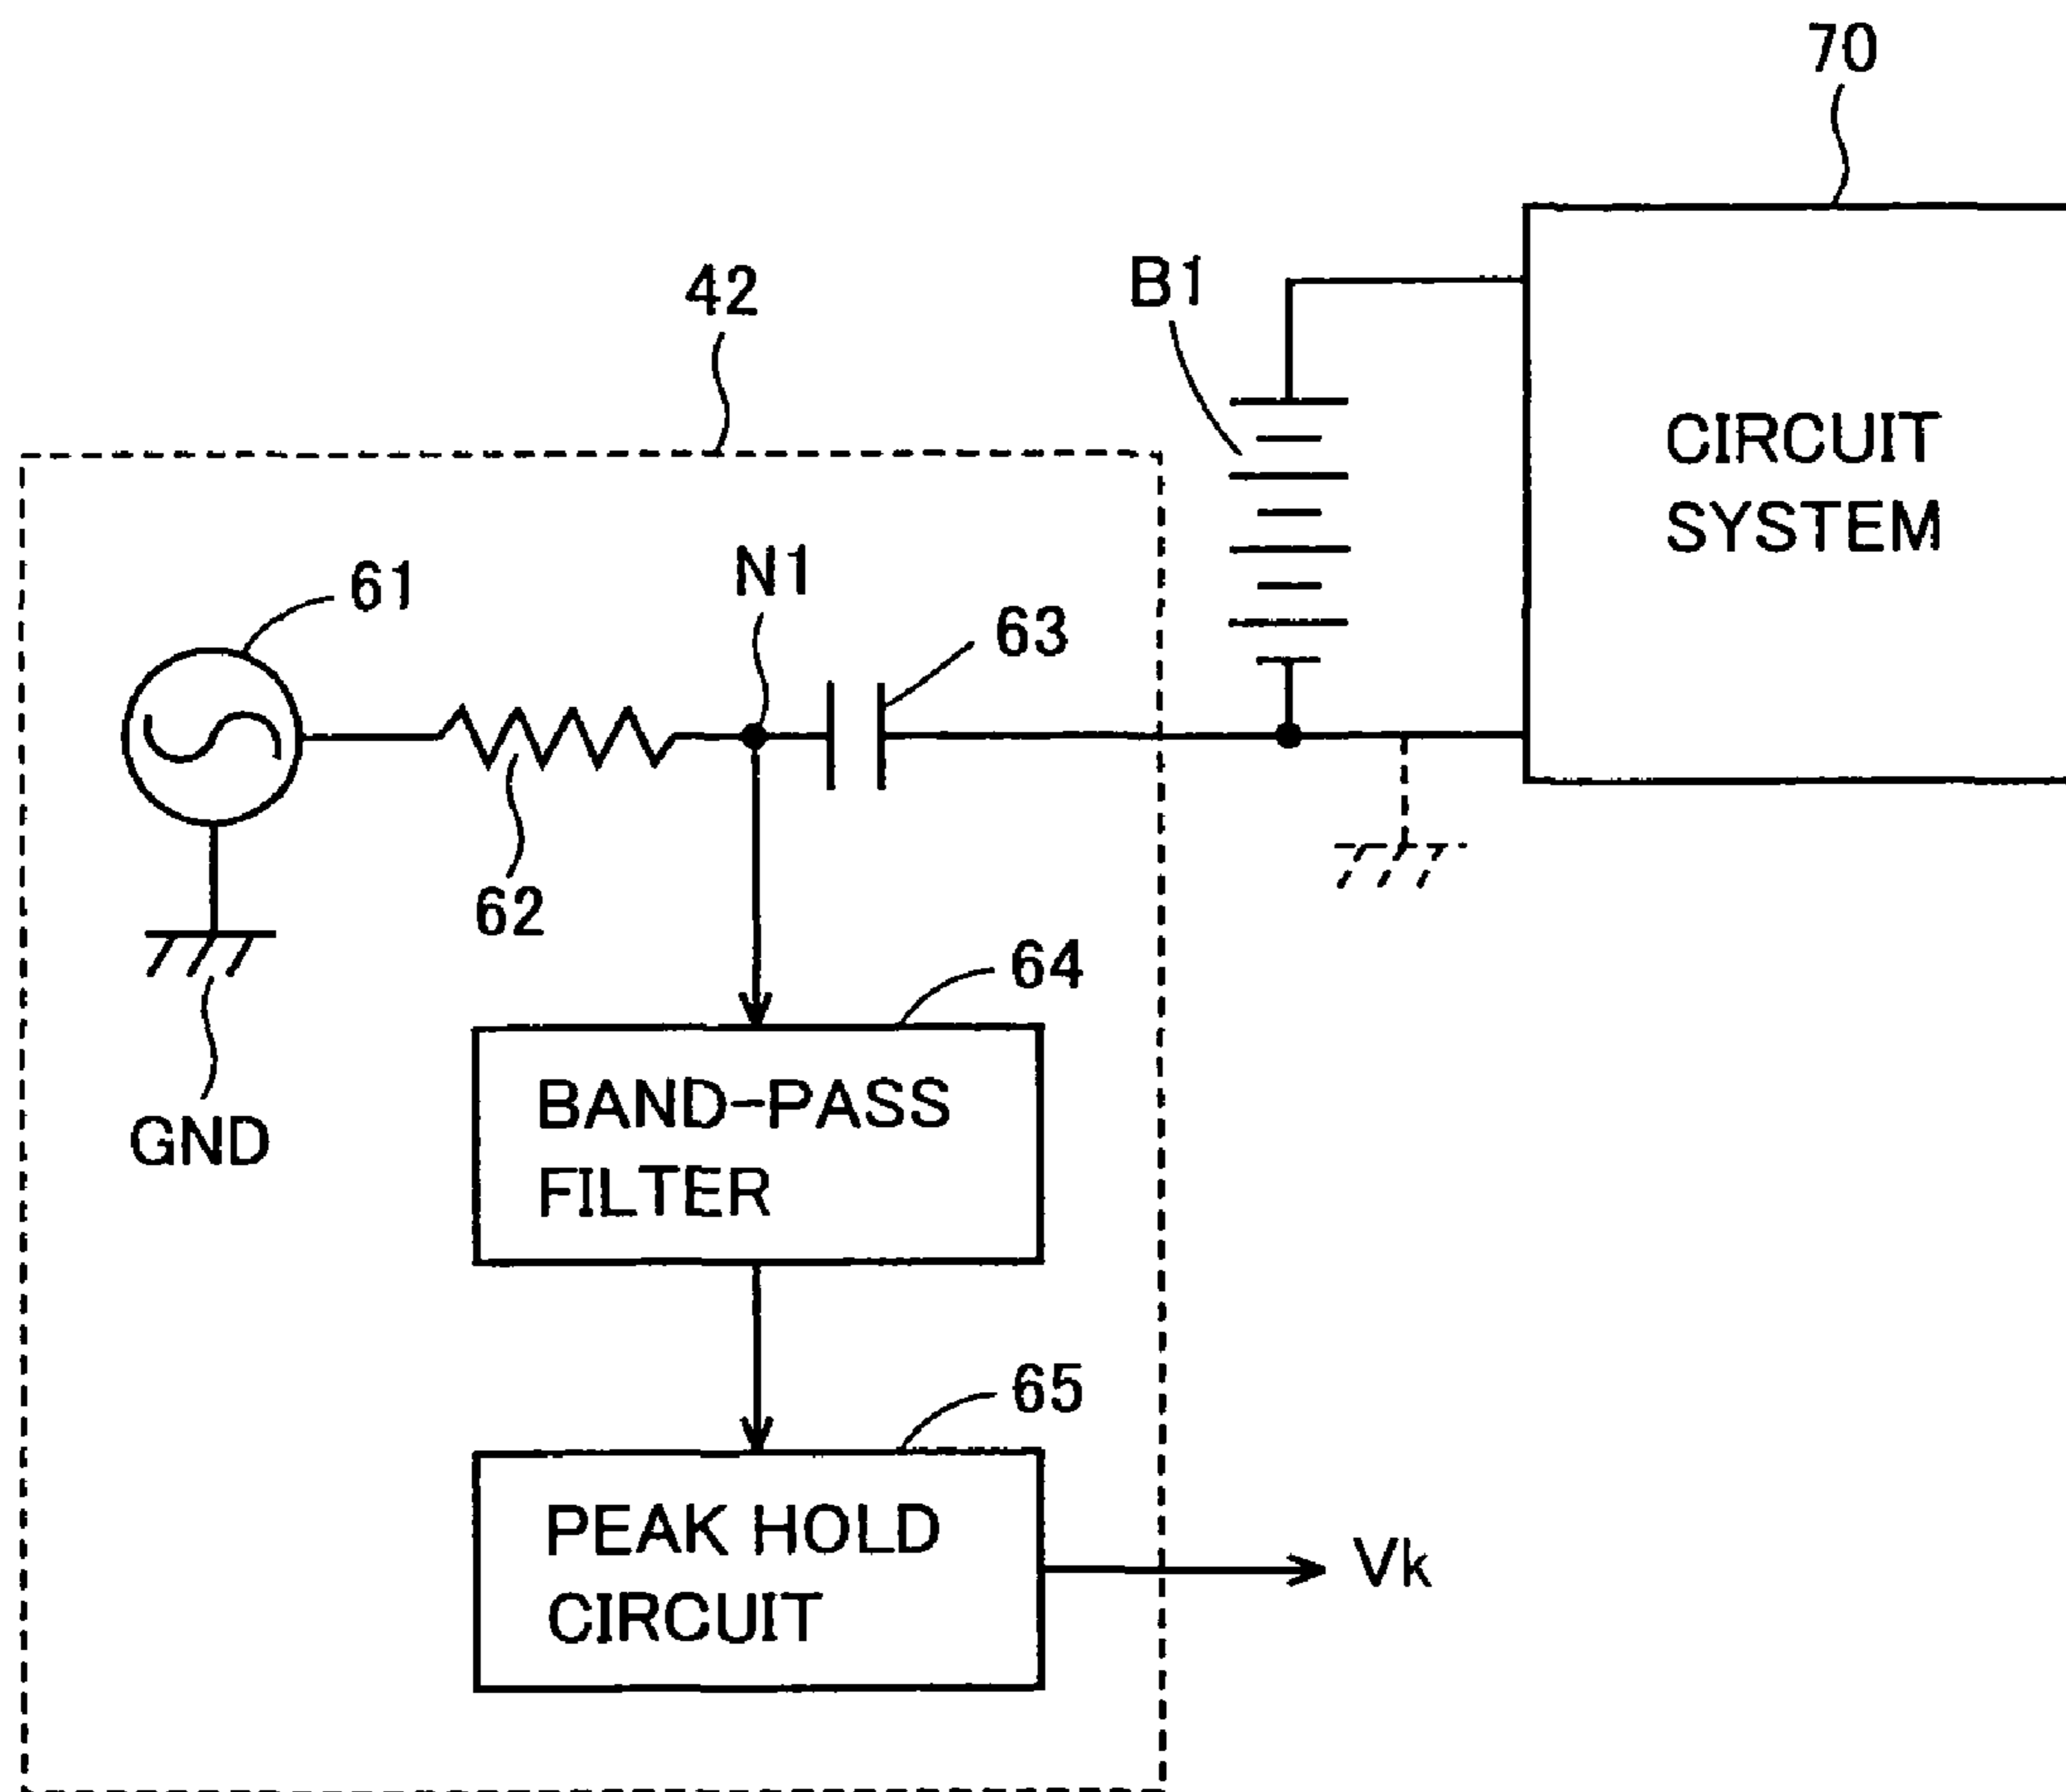 70
B1
42
CIRCUIT
SYSTEM
N1
61
63
62
64
GND
BAND-PASS
FILTER
65
PEAK HOLD
CIRCUIT
Vk